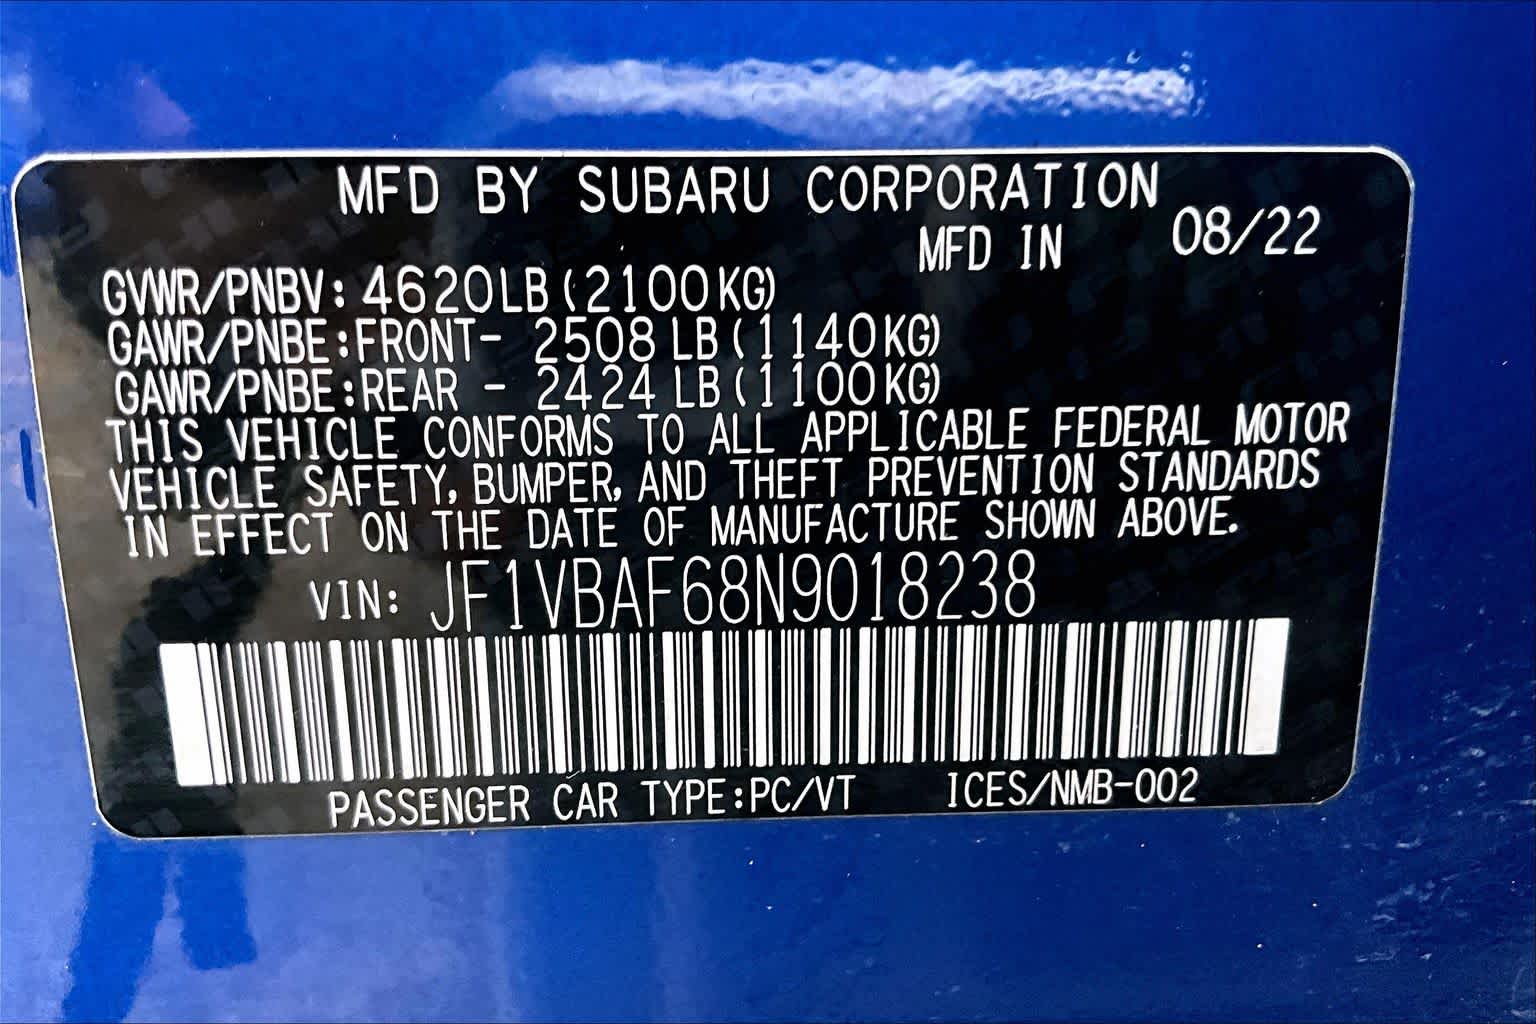 MFD BY SUBARU CORPORATION
MFD IN 08/22
GVWR/PNBV: 4620LB(2100KG)
GAWR/PNBE:FRONT- 2508 LB(1140KG)
GAWR/PNBE:REAR - 2424 LB(1100KG)
THIS VEHICLE CONFORMS TO ALL APPLICABLE FEDERAL MOTOR
VEHICLE SAFETY, BUMPER, AND THEFT PREVENTION STANDARDS
IN EFFECT ON THE DATE OF MANUFACTURE SHOWN ABOVE.
VIN: JF1VBAF68N9018238
PASSENGER CAR TYPE:PC/VT ICES/NMB-002